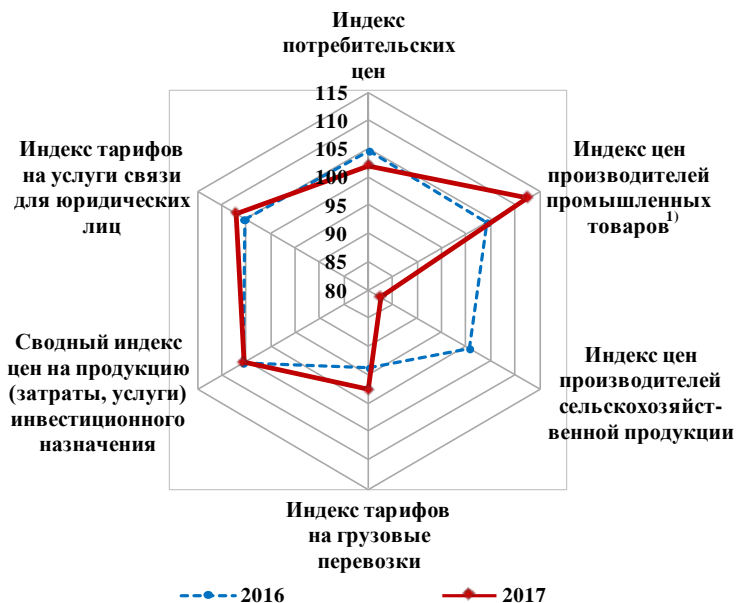 Индекс
потребительских
цен
115
110
105
100
95
90
85
80
Индекс цен
производителей
промышленных
товаров¹⁾
Индекс цен
производителей
сельскохозяйст-
венной продукции
Индекс тарифов
на грузовые
перевозки
Сводный индекс
цен на продукцию
(затраты, услуги)
инвестиционного
назначения
Индекс тарифов
на услуги связи
для юридических
лиц
2016
2017